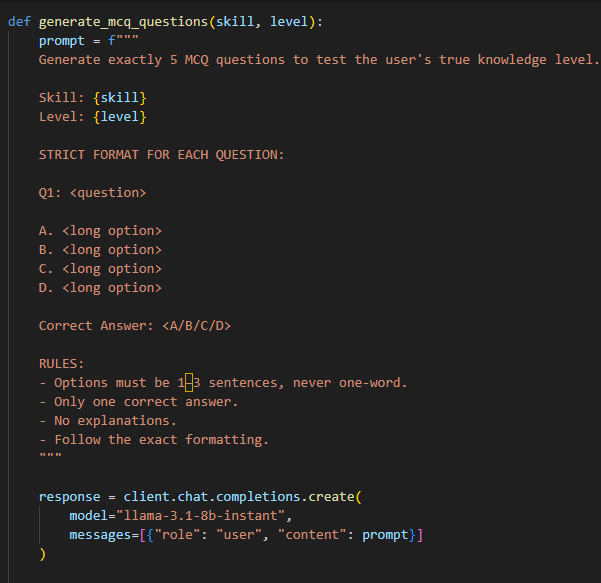 def generate_mcq_questions(skill, level):
prompt = f"""
Generate exactly 5 MCQ questions to test the user's true knowledge level.
Skill: {skill}
Level: {level}
STRICT FORMAT FOR EACH QUESTION:
Q1: <question>
A. <long option>
B. <long option>
C. <long option>
D. <long option>
Correct Answer: <A/B/C/D>
RULES:
- Options must be 1–3 sentences, never one-word.
- Only one correct answer.
- No explanations.
- Follow the exact formatting.
"""
response = client.chat.completions.create(
model="llama-3.1-8b-instant",
messages=[{"role": "user", "content": prompt}]
)